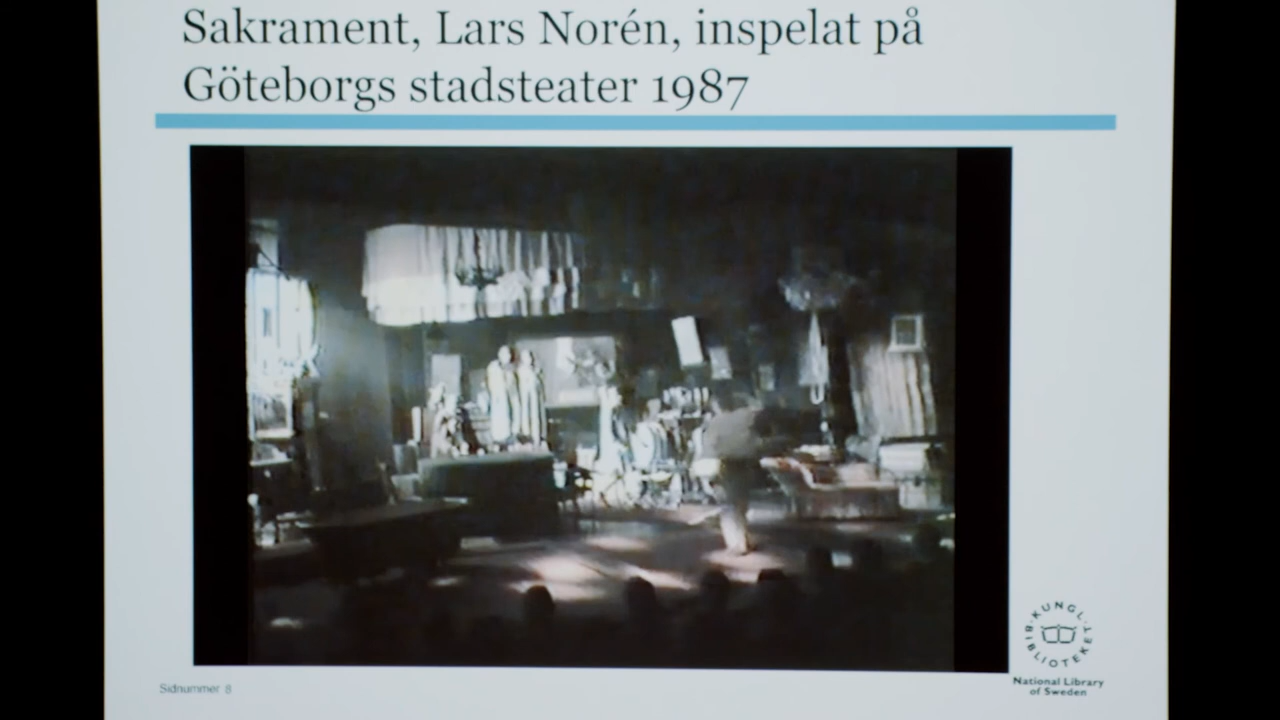 Sakrament, Lars Norén, inspelat på
Göteborgs stadsteater 1987
KUNGL. BIBLIOTEKET
National Library
of Sweden
Sidnummer 8